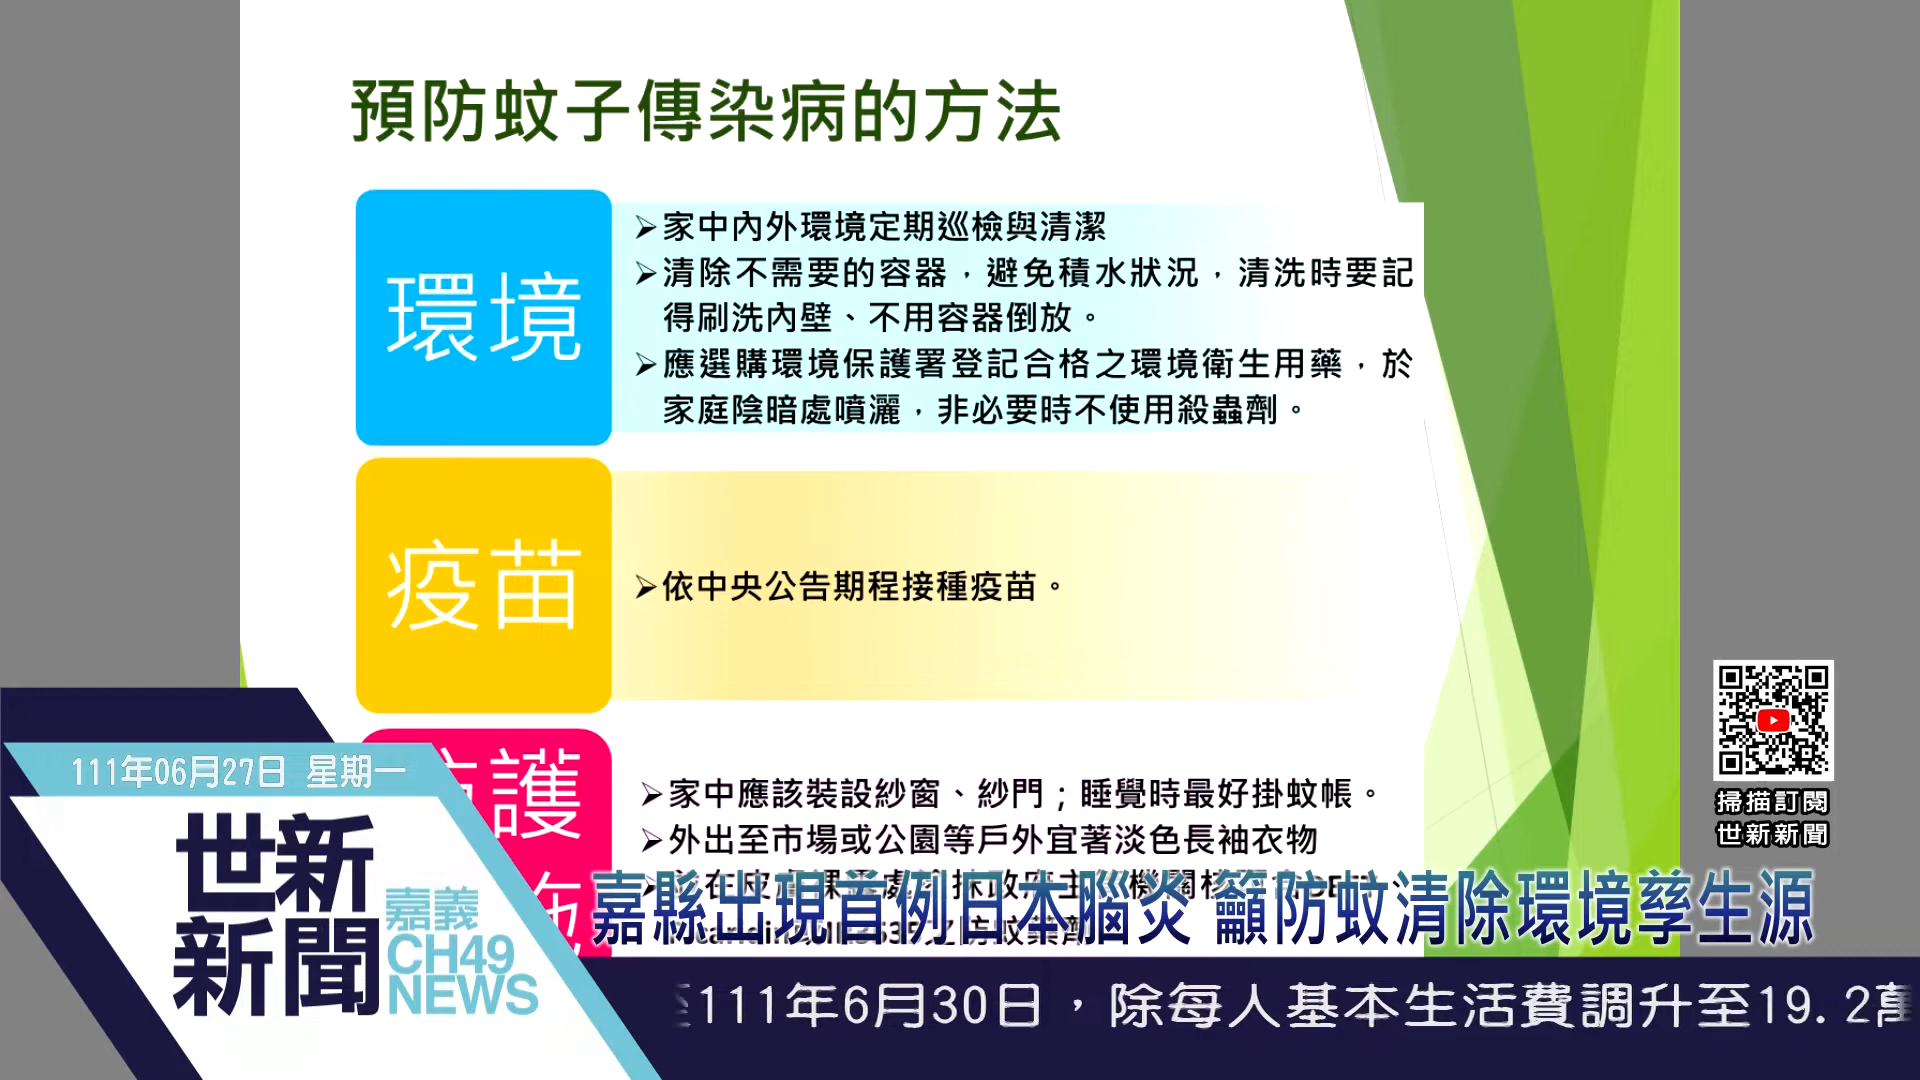 預防蚊子傳染病的方法
環境
➢家中內外環境定期巡檢與清潔
➢清除不需要的容器，避免積水狀況，清洗時要記
得刷洗內壁、不用容器倒放。
➢應選購環境保護署登記合格之環境衛生用藥，於
家庭陰暗處噴灑，非必要時不使用殺蟲劑。
疫苗
➢依中央公告期程接種疫苗。
護
➢家中應該裝設紗窗、紗門；睡覺時最好掛蚊帳。
➢外出至市場或公園等戶外宜著淡色長袖衣物
嘉縣出現首例日本腦炎 籲防蚊清除環境孳生源
111年06月27日 星期一
世新
新聞
嘉義
CH49
NEWS
掃描訂閱
世新新聞
111年6月30日，除每人基本生活費調升至19.2萬